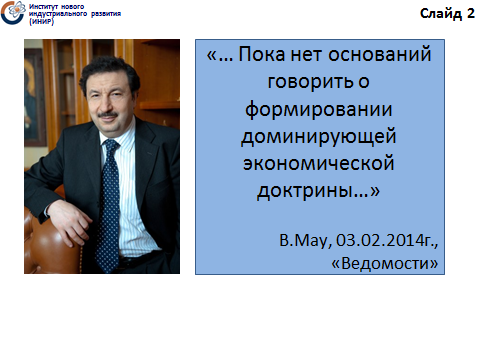 Институт нового
индустриального развития
(ИНИР)
Слайд 2
«… Пока нет оснований
говорить о
формировании
доминирующей
экономической
доктрины…»
В.Мау, 03.02.2014г.,
«Ведомости»